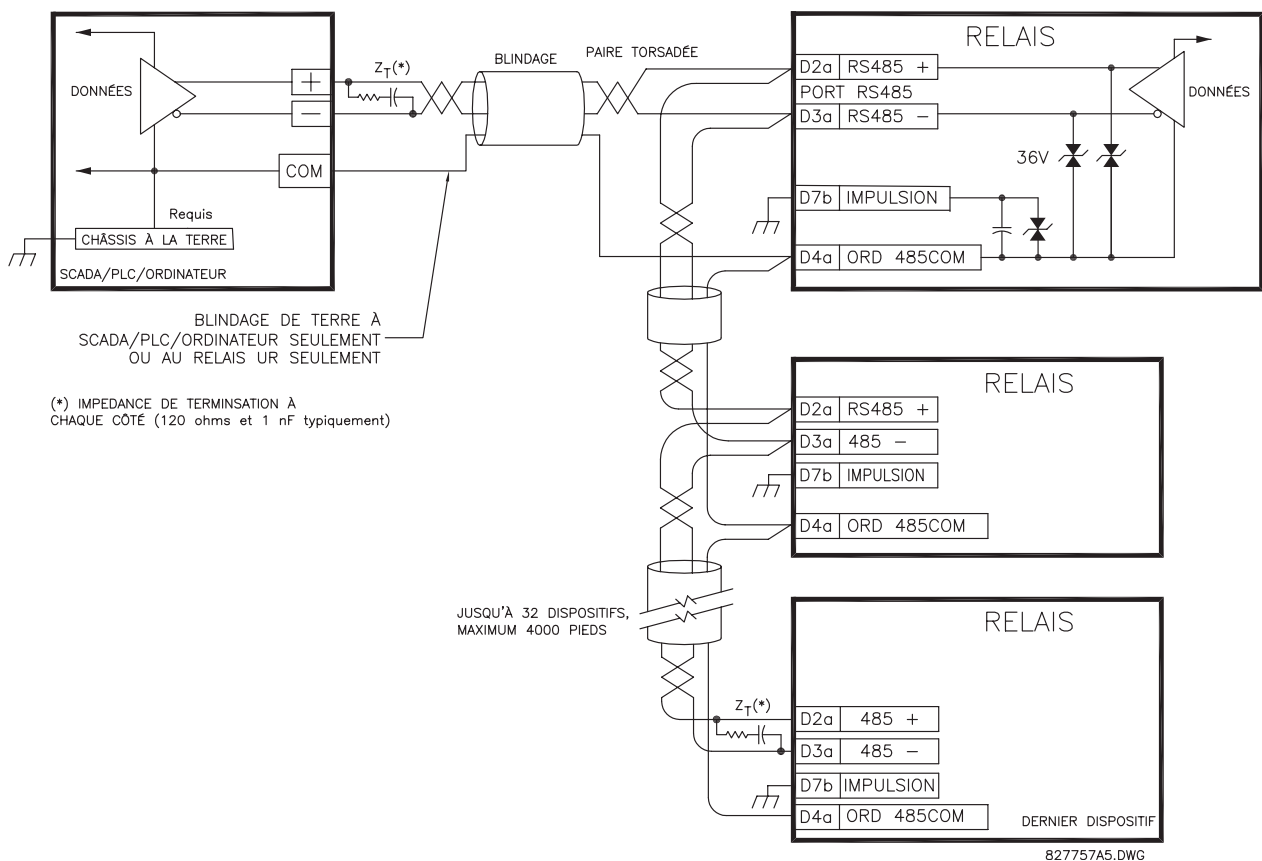 DONNÉES
+
−
COM
Requis
CHÂSSIS À LA TERRE
SCADA/PLC/ORDINATEUR
ZT(*)
BLINDAGE
PAIRE TORSADÉE
BLINDAGE DE TERRE À
SCADA/PLC/ORDINATEUR SEULEMENT
OU AU RELAIS UR SEULEMENT
(*) IMPEDANCE DE TERMINSATION À
CHAQUE CÔTÉ (120 ohms et 1 nF typiquement)
RELAIS
D2a RS485 +
PORT RS485
D3a RS485 −
DONNÉES
36V
D7b IMPULSION
D4a ORD 485COM
RELAIS
D2a RS485 +
D3a 485 −
D7b IMPULSION
D4a ORD 485COM
JUSQU'À 32 DISPOSITIFS,
MAXIMUM 4000 PIEDS
RELAIS
ZT(*)
D2a 485 +
D3a 485 −
D7b IMPULSION
D4a ORD 485COM
DERNIER DISPOSITIF
827757A5.DWG